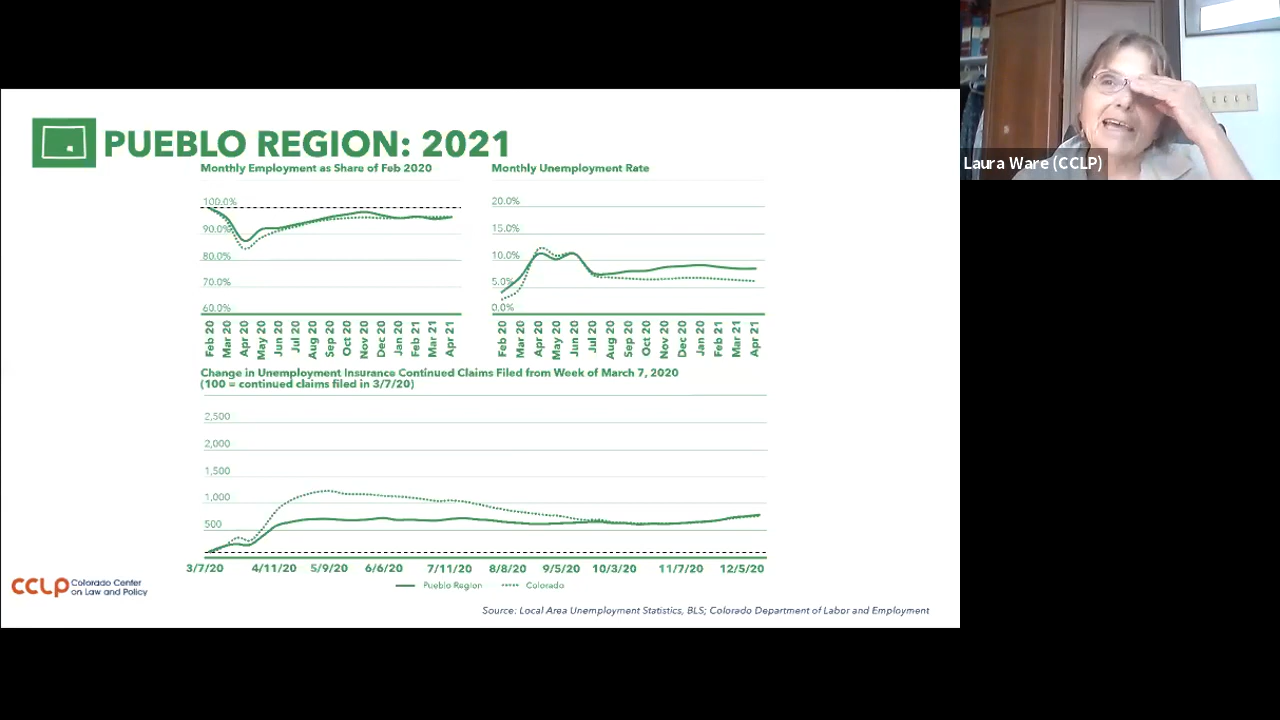 PUEBLO REGION: 2021
Monthly Employment as Share of Feb 2020
100.0%
90.0%
80.0%
70.0%
60.0%
Feb 20
Mar 20
Apr 20
May 20
Jun 20
Jul 20
Aug 20
Sep 20
Oct 20
Nov 20
Dec 20
Jan 20
Feb 21
Mar 21
Apr 21
Monthly Unemployment Rate
20.0%
15.0%
10.0%
5.0%
0.0%
Feb 20
Mar 20
Apr 20
May 20
Jun 20
Jul 20
Aug 20
Sep 20
Oct 20
Nov 20
Dec 20
Jan 20
Feb 21
Mar 21
Apr 21
Change in Unemployment Insurance Continued Claims Filed from Week of March 7, 2020
(100 = continued claims filed in 3/7/20)
2,500
2,000
1,500
1,000
500
3/7/20 4/11/20 5/9/20 6/6/20 7/11/20 8/8/20 9/5/20 10/3/20 11/7/20 12/5/20
Pueblo Region Colorado
CCLP Colorado Center
on Law and Policy
Source: Local Area Unemployment Statistics, BLS; Colorado Department of Labor and Employment
Laura Ware (CCLP)